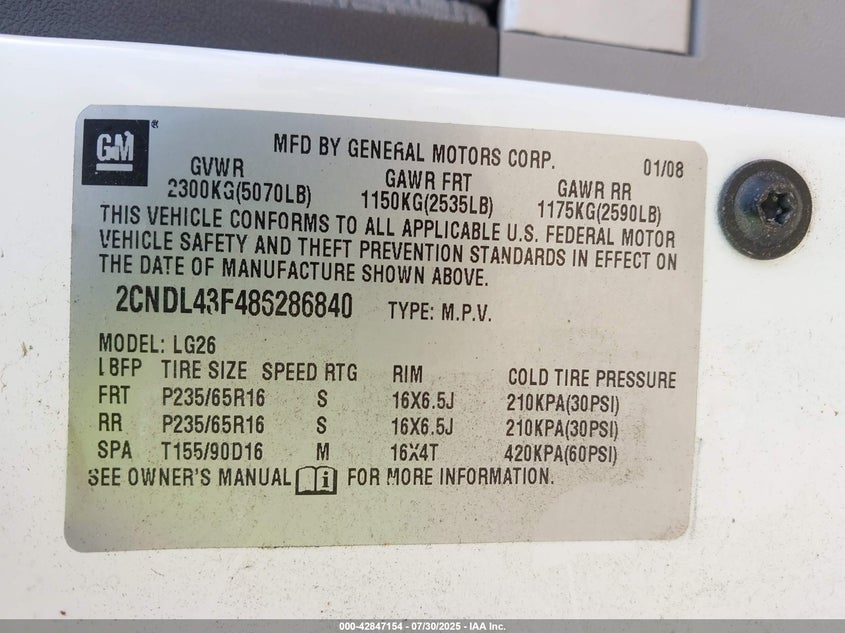 GM ®
MFD BY GENERAL MOTORS CORP. 01/08
GVWR GAWR FRT GAWR RR
2300KG(5070LB) 1150KG(2535LB) 1175KG(2590LB)
THIS VEHICLE CONFORMS TO ALL APPLICABLE U.S. FEDERAL MOTOR
VEHICLE SAFETY AND THEFT PREVENTION STANDARDS IN EFFECT ON
THE DATE OF MANUFACTURE SHOWN ABOVE.
2CNDL43F486286840 TYPE: M.P.V.
MODEL: LG26
LBFP TIRE SIZE SPEED RTG RIM COLD TIRE PRESSURE
FRT P235/65R16 S 16X6.5J 210KPA(30PSI)
RR P235/65R16 S 16X6.5J 210KPA(30PSI)
SPA T155/90D16 M 16X4T 420KPA(60PSI)
SEE OWNER'S MANUAL i FOR MORE INFORMATION.
000-42847154 | 07/30/2025 - IAA Inc.